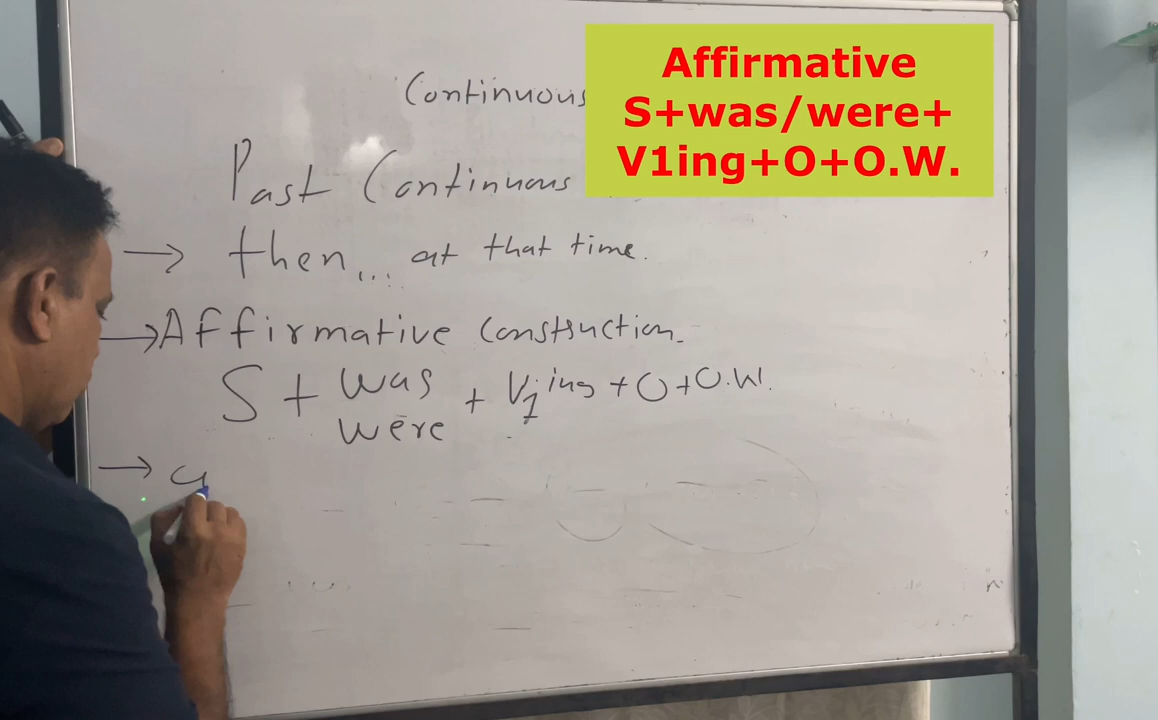 Continuous
Affirmative
S+was/were+
V1ing+O+O.W.
Past Continuous
→ then... at that time.
→ Affirmative Construction.
S + was + V1ing + O + O.W.
were
→